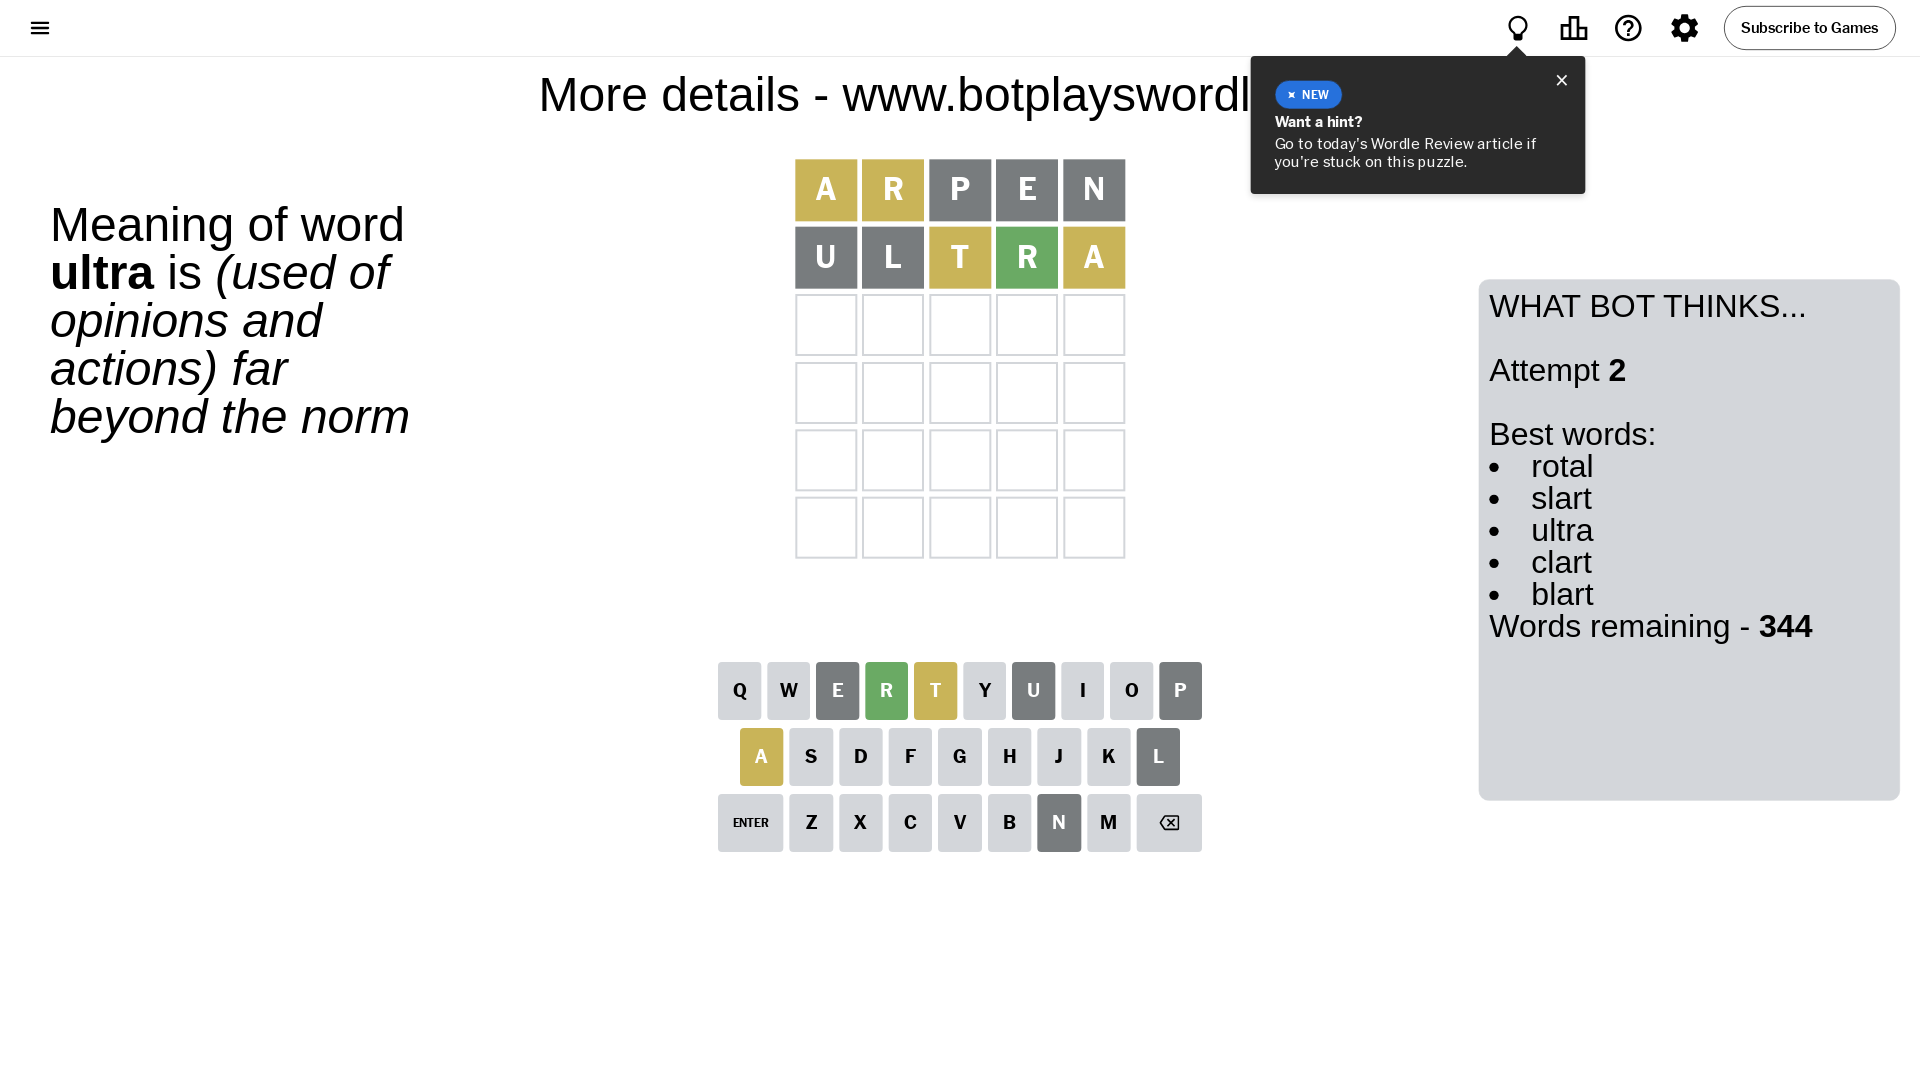 Subscribe to Games
More details - www.botplayswordl
NEW
Want a hint?
Go to today's Wordle Review article if
you're stuck on this puzzle.
Meaning of word
ultra is (used of
opinions and
actions) far
beyond the norm
A R P E N
U L T R A
WHAT BOT THINKS...
Attempt 2
Best words:
• rotal
• slart
• ultra
• clart
• blart
Words remaining - 344
Q W E R T Y U I O P
A S D F G H J K L
ENTER Z X C V B N M